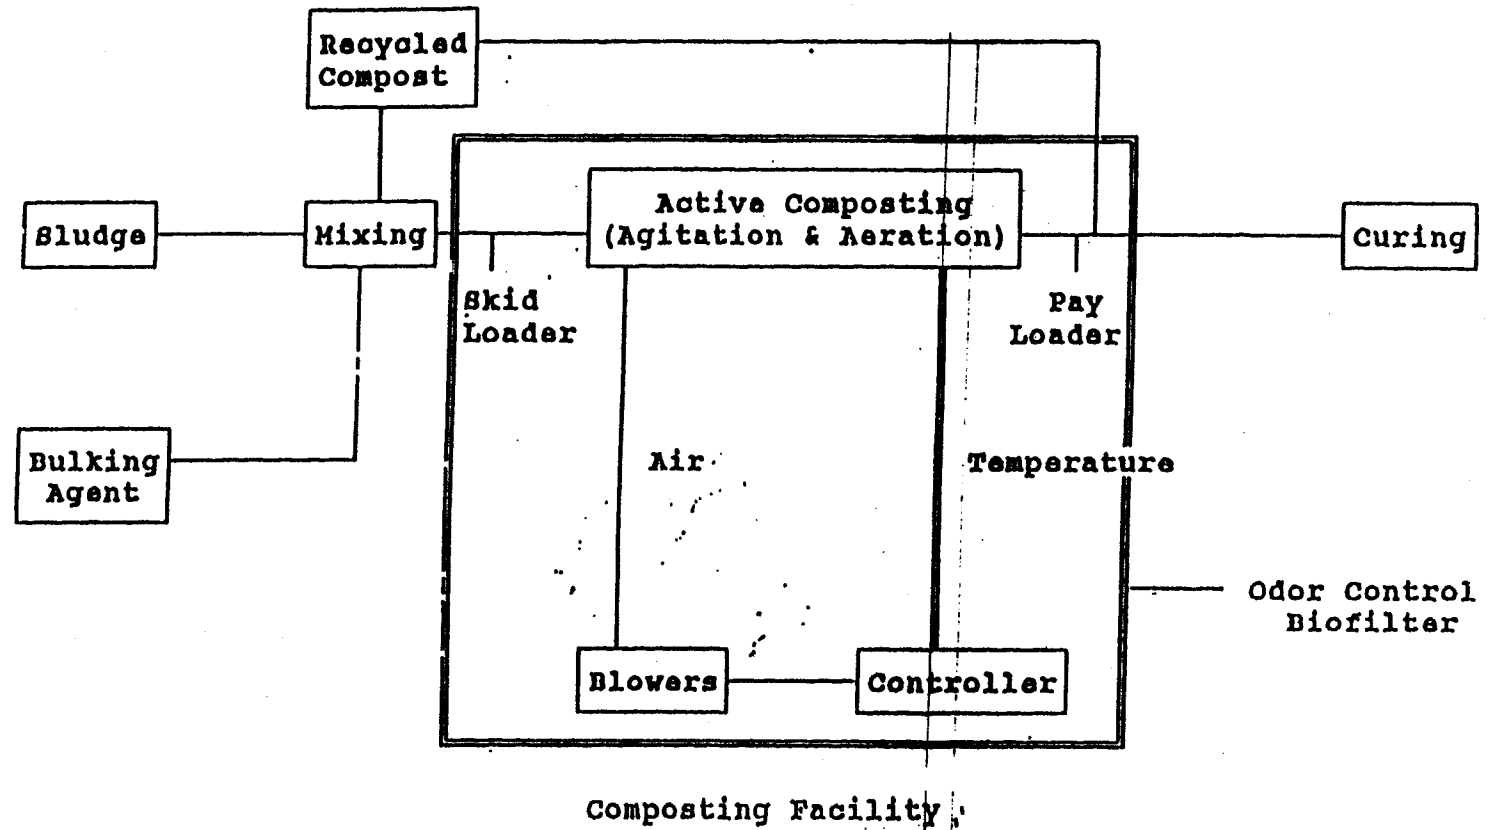 Recycled
Compost
Active Composting
(Agitation & Aeration)
Sludge
Mixing
Curing
Skid
Loader
Pay
Loader
Bulking
Agent
Air
Temperature
Odor Control
Biofilter
Blowers
Controller
Composting Facility